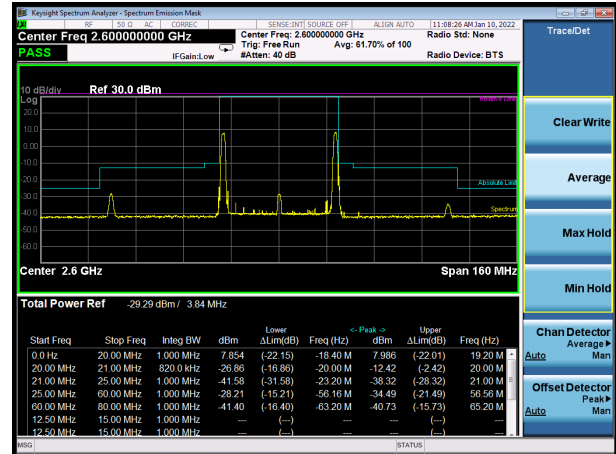 Keysight Spectrum Analyzer - Spectrum Emission Mask
RF 50 Ω AC CORREC SENSE:INT SOURCE OFF ALIGN AUTO 11:08:26 AM Jan 10, 2022
Center Freq 2.600000000 GHz Center Freq: 2.600000000 GHz Radio Std: None
Trig: Free Run Avg: 61.70% of 100
PASS IFGain:Low #Atten: 40 dB Radio Device: BTS
Trace/Det
10 dB/div Ref 30.0 dBm
Log
Relative Limit
20.0
10.0
0.00
-10.0
-20.0
Absolute Limit
-30.0
-40.0
Spectrum
-50.0
-60.0
Center 2.6 GHz Span 160 MHz
Total Power Ref -29.29 dBm / 3.84 MHz
Lower <- Peak -> Upper
Start Freq Stop Freq Integ BW dBm ΔLim(dB) Freq (Hz) dBm ΔLim(dB) Freq (Hz)
0.0 Hz 20.00 MHz 1.000 MHz 7.854 (-22.15) -18.40 M 7.986 (-22.01) 19.20 M
20.00 MHz 21.00 MHz 820.0 kHz -26.86 (-16.86) -20.00 M -12.42 (-2.42) 20.00 M
21.00 MHz 25.00 MHz 1.000 MHz -41.58 (-31.58) -23.20 M -38.32 (-28.32) 21.00 M
25.00 MHz 60.00 MHz 1.000 MHz -28.21 (-15.21) -56.16 M -34.49 (-21.49) 56.56 M
60.00 MHz 80.00 MHz 1.000 MHz -41.40 (-16.40) -63.20 M -40.73 (-15.73) 65.20 M
12.50 MHz 15.00 MHz 1.000 MHz --- (---) --- (---)
12.50 MHz 15.00 MHz 1.000 MHz --- (---) --- (---)
Clear Write
Average
Max Hold
Min Hold
Chan Detector
Average
Auto Man
Offset Detector
Peak
Auto Man
MSG STATUS